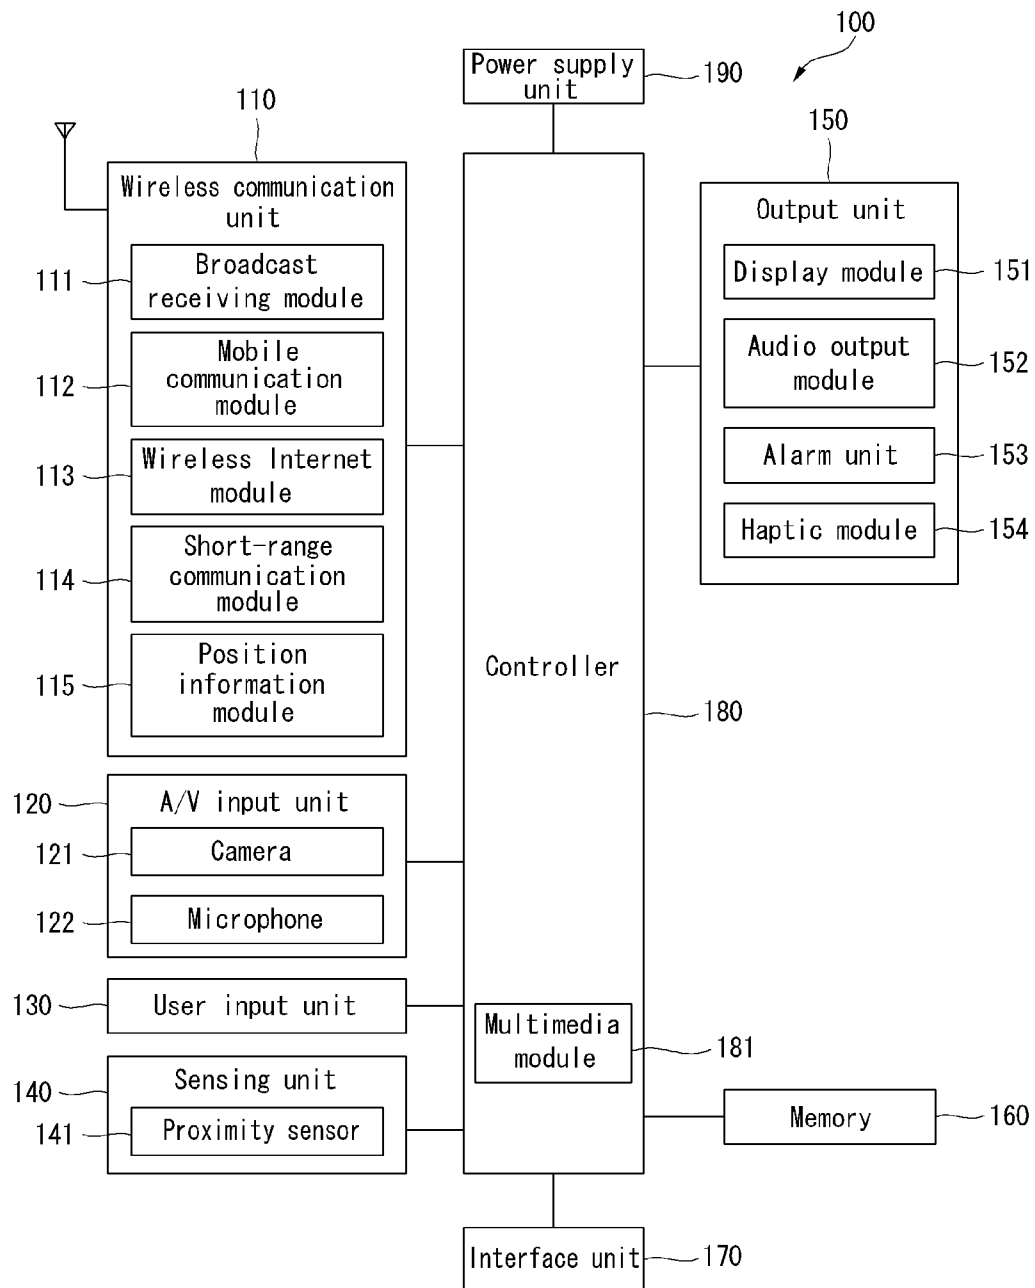 100
Power supply
unit
190
110
Wireless communication
unit
111
Broadcast
receiving module
112
Mobile
communication
module
113
Wireless Internet
module
114
Short-range
communication
module
115
Position
information
module
120
A/V input unit
121
Camera
122
Microphone
130
User input unit
140
Sensing unit
141
Proximity sensor
Controller
180
Multimedia
module
181
150
Output unit
Display module
151
Audio output
module
152
Alarm unit
153
Haptic module
154
Memory
160
Interface unit
170